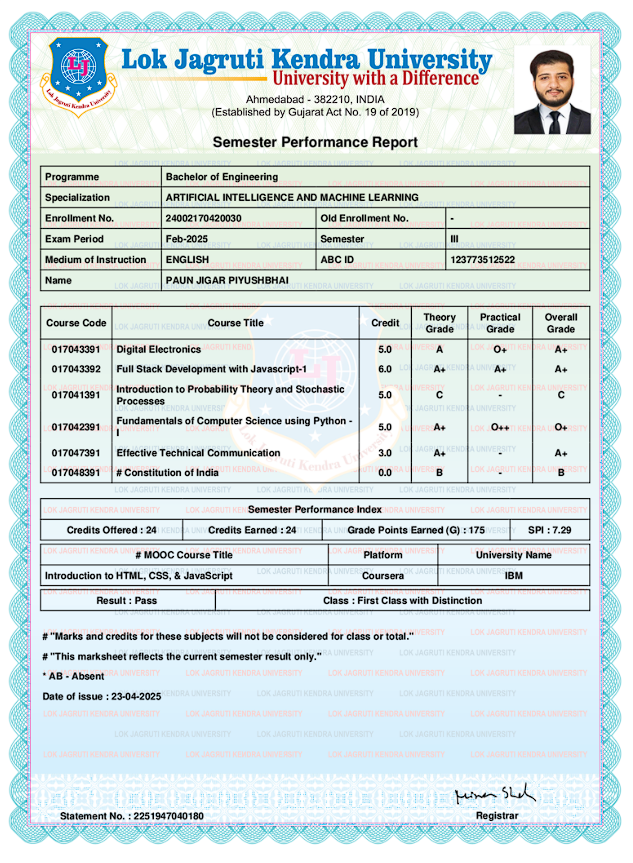 Lok Jagruti Kendra University
University with a Difference
LJ
Lok Jagruti Kendra University
Ahmedabad - 382210, INDIA
(Established by Gujarat Act No. 19 of 2019)
Semester Performance Report
Programme Bachelor of Engineering
Specialization ARTIFICIAL INTELLIGENCE AND MACHINE LEARNING
Enrollment No. 24002170420030 Old Enrollment No. -
Exam Period Feb-2025 Semester III
Medium of Instruction ENGLISH ABC ID 123773512522
Name PAUN JIGAR PIYUSHBHAI
Course Code Course Title Credit Theory Grade Practical Grade Overall Grade
017043391 Digital Electronics 5.0 A O+ A+
017043392 Full Stack Development with Javascript-1 6.0 A+ A+ A+
017041391 Introduction to Probability Theory and Stochastic Processes 5.0 C - C
017042391 Fundamentals of Computer Science using Python - I 5.0 A+ O++ O+
017047391 Effective Technical Communication 3.0 A+ - A+
017048391 # Constitution of India 0.0 B - B
Semester Performance Index
Credits Offered : 24 Credits Earned : 24 Grade Points Earned (G) : 175 SPI : 7.29
# MOOC Course Title Platform University Name
Introduction to HTML, CSS, & JavaScript Coursera IBM
Result : Pass Class : First Class with Distinction
# "Marks and credits for these subjects will not be considered for class or total."
# "This marksheet reflects the current semester result only."
* AB - Absent
Date of issue : 23-04-2025
LOK JAGRUTI KENDRA UNIVERSITY
Statement No. : 2251947040180 Registrar